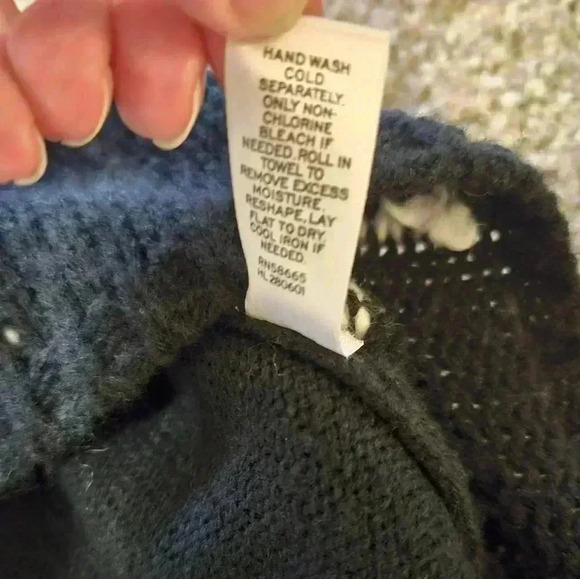 HAND WASH
COLD
SEPARATELY.
ONLY NON-
CHLORINE
BLEACH IF
NEEDED. ROLL IN
TOWEL TO
REMOVE EXCESS
MOISTURE.
RESHAPE, LAY
FLAT TO DRY.
COOL IRON IF
NEEDED.
RN58665
HL280601